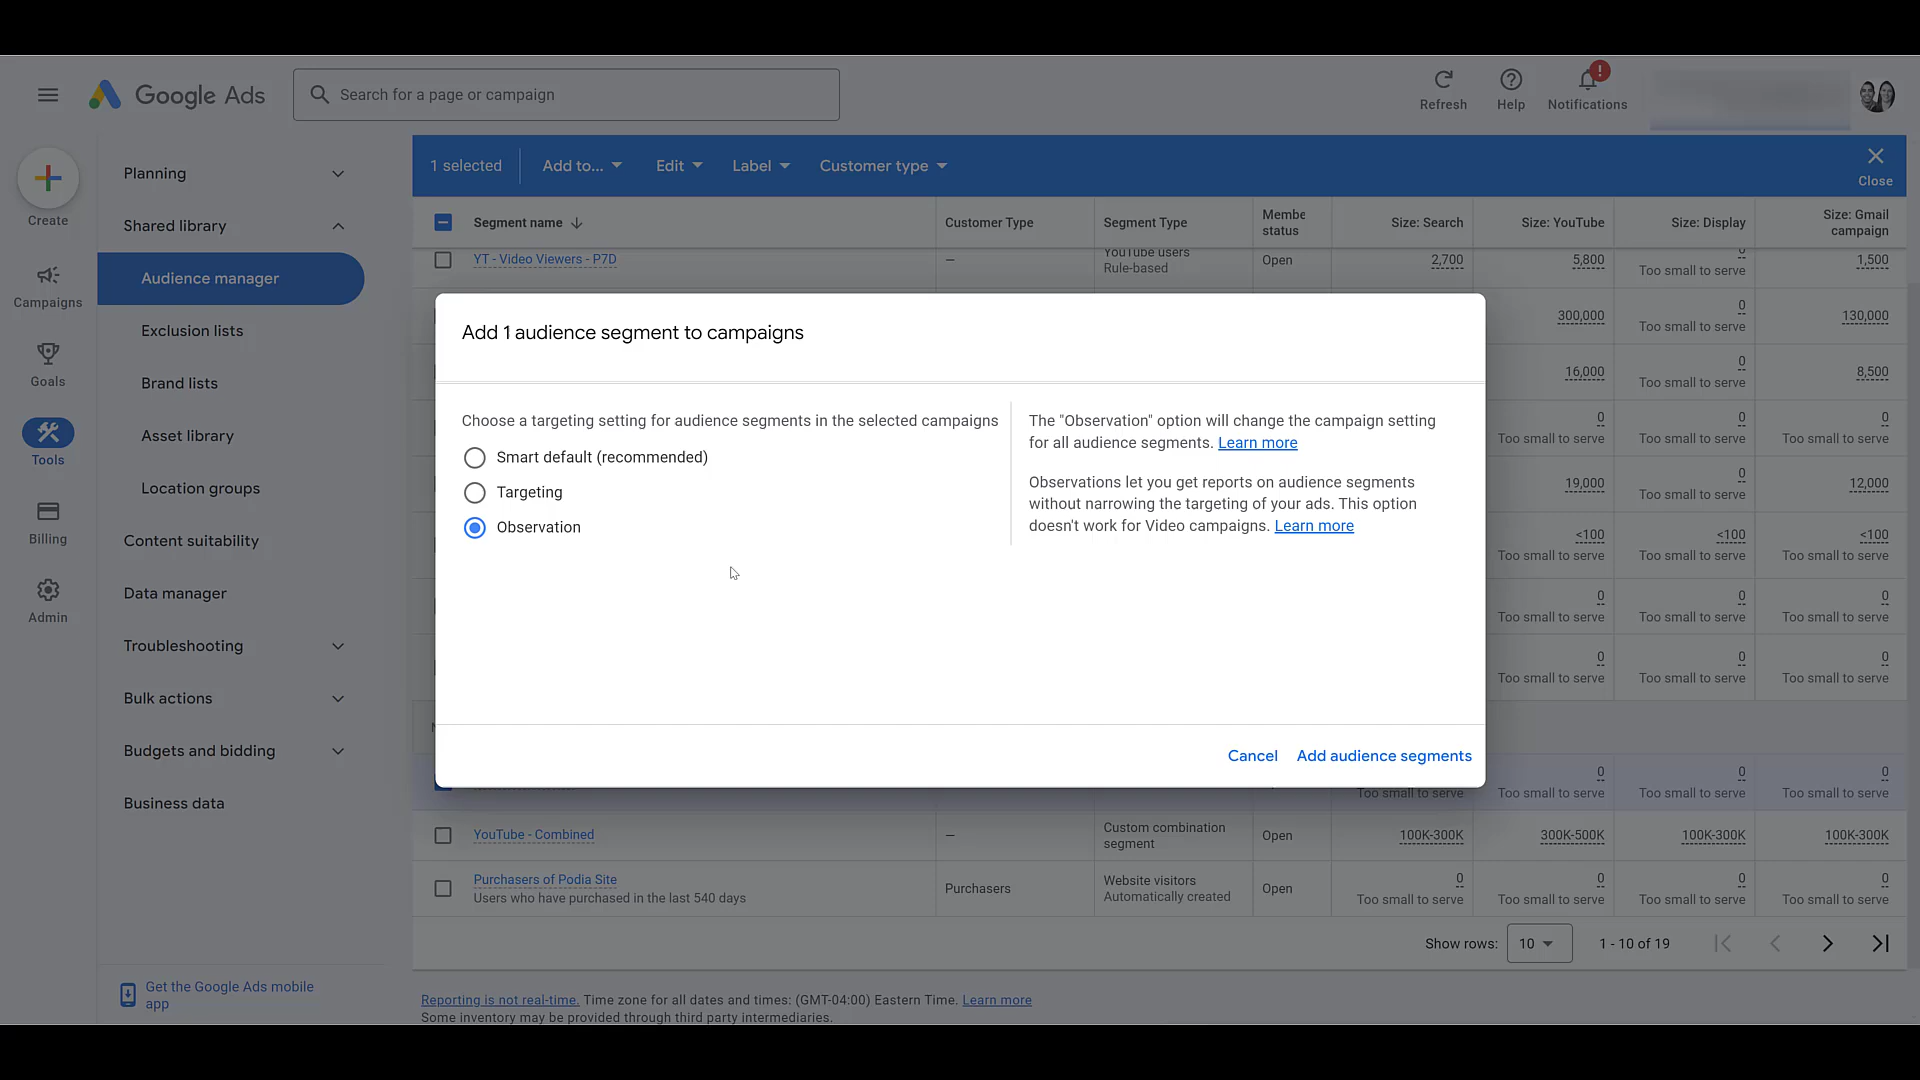 Google Ads
Search for a page or campaign
Refresh
Help
!
Notifications
Create
Campaigns
Goals
Tools
Billing
Admin
Planning
Shared library
Audience manager
Exclusion lists
Brand lists
Asset library
Location groups
Content suitability
Data manager
Troubleshooting
Bulk actions
Budgets and bidding
Business data
Get the Google Ads mobile
app
1 selected
Add to...
Edit
Label
Customer type
Close
Segment name
Customer Type
Segment Type
Membe
status
Size: Search
Size: YouTube
Size: Display
Size: Gmail
campaign
YT - Video Viewers - P7D
—
YouTube users
Rule-based
Open
2,700
5,800
0
Too small to serve
1,500
300,000
0
Too small to serve
130,000
16,000
0
Too small to serve
8,500
0
Too small to serve
0
Too small to serve
0
Too small to serve
19,000
0
Too small to serve
12,000
<100
Too small to serve
<100
Too small to serve
<100
Too small to serve
0
Too small to serve
0
Too small to serve
0
Too small to serve
0
Too small to serve
0
Too small to serve
0
Too small to serve
Add 1 audience segment to campaigns
Choose a targeting setting for audience segments in the selected campaigns
Smart default (recommended)
Targeting
Observation
The "Observation" option will change the campaign setting
for all audience segments. Learn more
Observations let you get reports on audience segments
without narrowing the targeting of your ads. This option
doesn't work for Video campaigns. Learn more
Cancel
Add audience segments
Too small to serve
0
Too small to serve
0
Too small to serve
0
Too small to serve
YouTube - Combined
—
Custom combination
segment
Open
100K-300K
300K-500K
100K-300K
100K-300K
Purchasers of Podia Site
Users who have purchased in the last 540 days
Purchasers
Website visitors
Automatically created
Open
0
Too small to serve
0
Too small to serve
0
Too small to serve
0
Too small to serve
Show rows:
10
1 - 10 of 19
Reporting is not real-time. Time zone for all dates and times: (GMT-04:00) Eastern Time. Learn more
Some inventory may be provided through third party intermediaries.